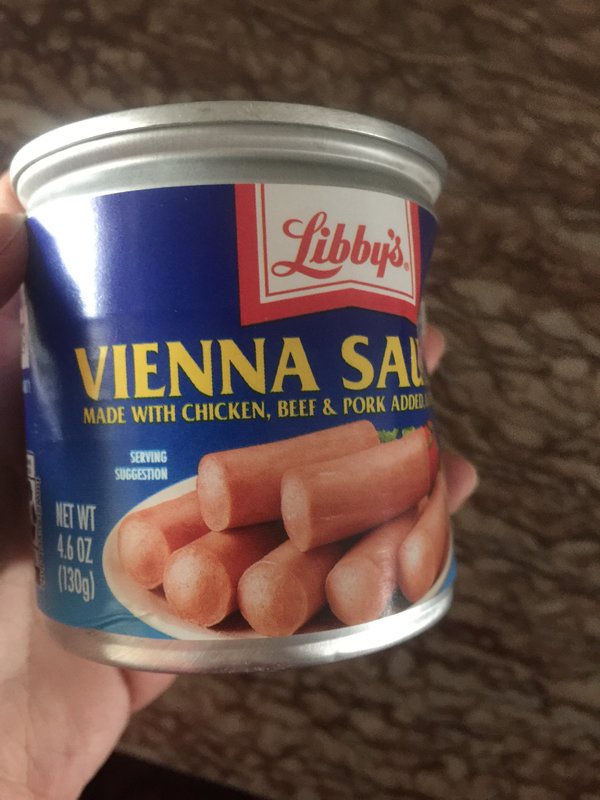 Libby's®
VIENNA SAU
MADE WITH CHICKEN, BEEF & PORK ADDED
SERVING
SUGGESTION
NET WT
4.6 OZ
(130g)